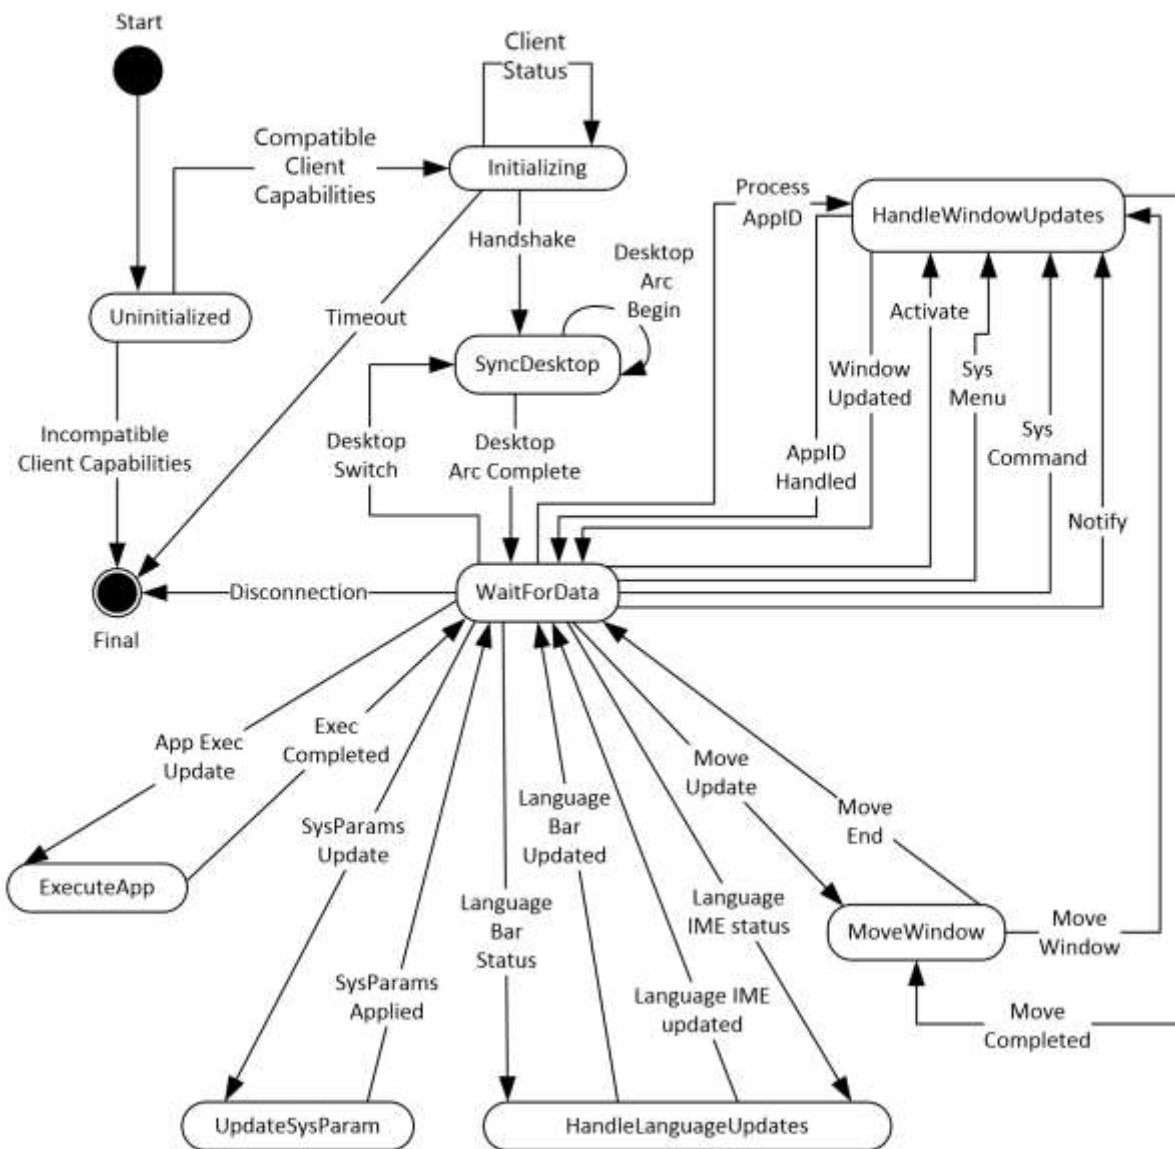 Start
Client
Status
Compatible
Client
Capabilities
Initializing
Process
AppID
HandleWindowUpdates
Handshake
Desktop
Arc
Begin
Uninitialized
Timeout
Activate
SyncDesktop
Window
Updated
Sys
Menu
Incompatible
Client Capabilities
Desktop
Switch
Desktop
Arc Complete
AppID
Handled
Sys
Command
Notify
Disconnection
WaitForData
Final
App Exec
Update
Exec
Completed
Move
Update
Language
Bar
Updated
Move
End
SysParams
Update
ExecuteApp
Language
Bar
Status
Language
IME status
MoveWindow
Move
Window
SysParams
Applied
Language IME
updated
Move
Completed
UpdateSysParam
HandleLanguageUpdates